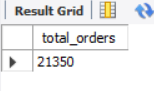 Result Grid
total_orders
21350